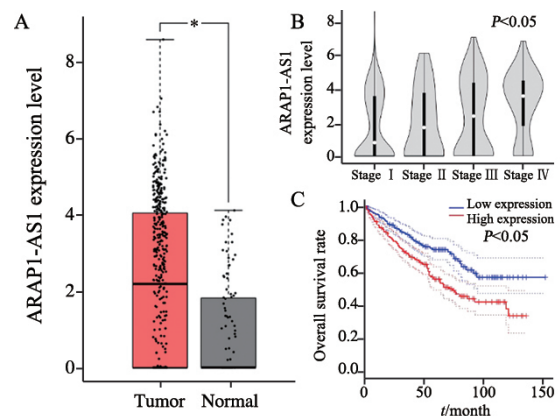 A
*
ARAP1-AS1 expression level
8
6
4
2
0
Tumor Normal
B
P<0.05
ARAP1-AS1
expression level
8
6
4
2
0
Stage Ⅰ Stage Ⅱ Stage Ⅲ Stage Ⅳ
C
Low expression
High expression
P<0.05
Overall survival rate
1.0
0.8
0.6
0.4
0.2
0.0
0 50 100 150
t/month